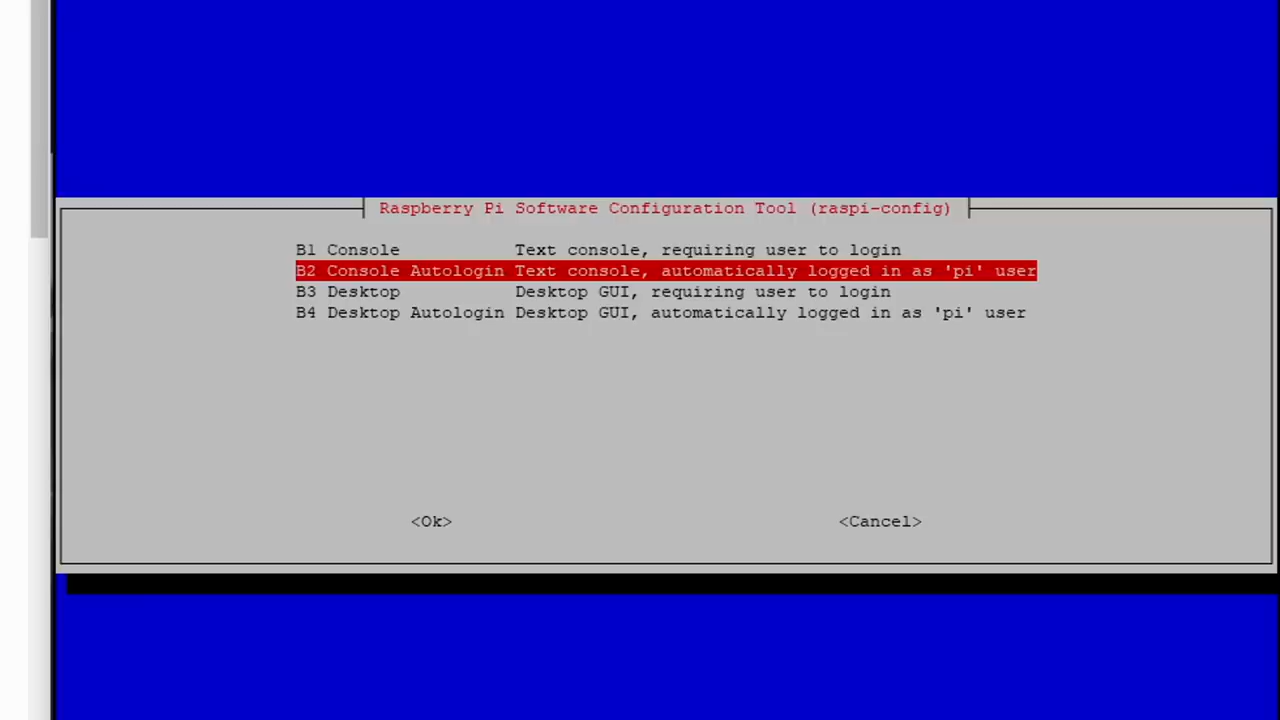 Raspberry Pi Software Configuration Tool (raspi-config)
B1 Console Text console, requiring user to login
B2 Console Autologin Text console, automatically logged in as 'pi' user
B3 Desktop Desktop GUI, requiring user to login
B4 Desktop Autologin Desktop GUI, automatically logged in as 'pi' user
<Ok> <Cancel>